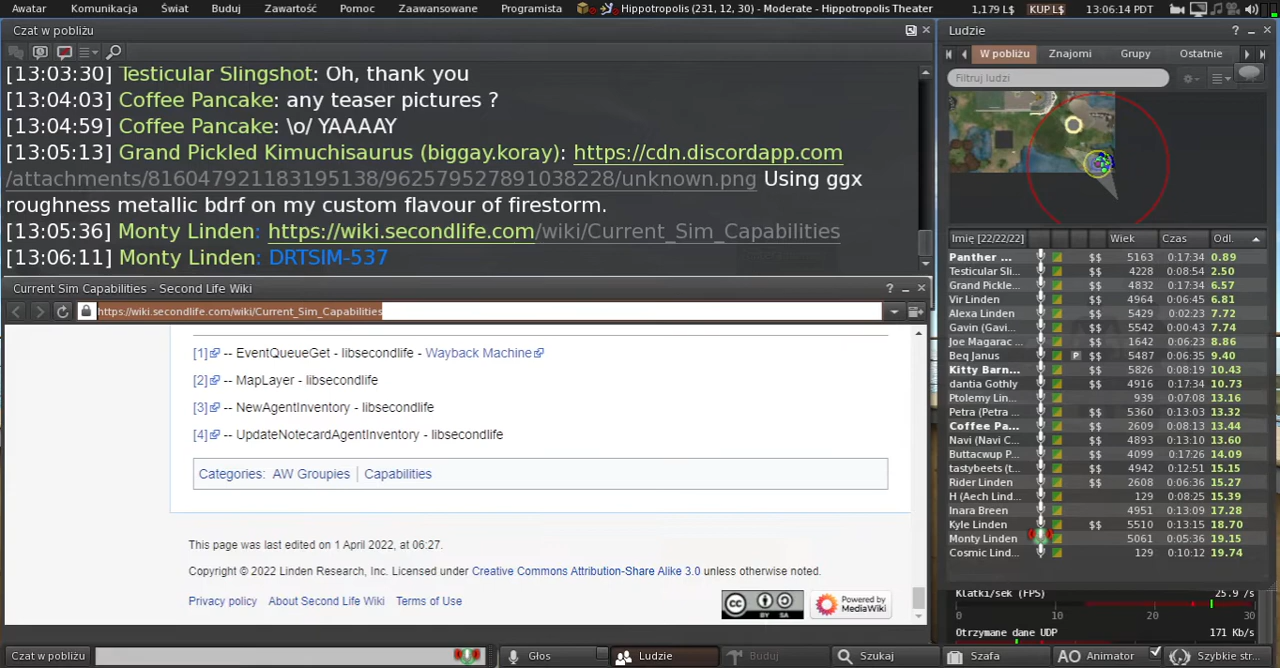 Awatar Komunikacja Świat Buduj Zawartość Pomoc Zaawansowane Programista Hippotropolis (231, 12, 30) - Moderate - Hippotropolis Theater 1,179 L$ KUP L$ 13:06:14 PDT
Czat w pobliżu
[13:03:30] Testicular Slingshot: Oh, thank you
[13:04:03] Coffee Pancake: any teaser pictures ?
[13:04:59] Coffee Pancake: \o/ YAAAAY
[13:05:13] Grand Pickled Kimuchisaurus (biggay.koray): https://cdn.discordapp.com
/attachments/816047921183195138/962579527891038228/unknown.png Using ggx
roughness metallic bdrf on my custom flavour of firestorm.
[13:05:36] Monty Linden: https://wiki.secondlife.com/wiki/Current_Sim_Capabilities
[13:06:11] Monty Linden: DRTSIM-537
Current Sim Capabilities - Second Life Wiki
https://wiki.secondlife.com/wiki/Current_Sim_Capabilities
[1] -- EventQueueGet - libsecondlife - Wayback Machine
[2] -- MapLayer - libsecondlife
[3] -- NewAgentInventory - libsecondlife
[4] -- UpdateNotecardAgentInventory - libsecondlife
Categories: AW Groupies | Capabilities
This page was last edited on 1 April 2022, at 06:27.
Copyright © 2022 Linden Research, Inc. Licensed under Creative Commons Attribution-Share Alike 3.0 unless otherwise noted.
Privacy policy About Second Life Wiki Terms of Use
cc BY SA Powered by MediaWiki
Ludzie
W pobliżu Znajomi Grupy Ostatnie
Filtruj ludzi
Imię [22/22/22] Wiek Czas Odl.
Panther ... $$ 5163 0:17:34 0.89
Testicular Sli... $$ 4228 0:08:54 2.50
Grand Pickle... $$ 4832 0:17:34 6.57
Vir Linden $$ 4964 0:06:45 6.81
Alexa Linden $$ 5429 0:02:23 7.72
Gavin (Gavi... $$ 5542 0:00:43 7.74
Joe Magarac ... $$ 1642 0:06:23 8.86
Beq Janus P $$ 5487 0:06:35 9.40
Kitty Barn... $$ 5826 0:08:19 10.43
dantia Gothly $$ 4916 0:17:34 10.73
Ptolemy Lin... 939 0:07:08 13.16
Petra (Petra ... $$ 5360 0:13:03 13.32
Coffee Pa... $$ 2609 0:08:13 13.44
Navi (Navi C... $$ 4893 0:13:10 13.60
Buttacwup P... $$ 4099 0:17:26 14.09
tastybeets (t... $$ 4942 0:12:51 15.15
Rider Linden $$ 2608 0:06:36 15.27
H (Aech Lind... 129 0:08:25 15.39
Inara Breen 4951 0:13:09 17.28
Kyle Linden $$ 5510 0:13:15 18.70
Monty Linden 5061 0:05:36 19.15
Cosmic Lind... 129 0:10:12 19.74
Klatki/sek (FPS) 25.9 /s
0 10 20 30
Otrzymane dane UDP 171 Kb/s
Czat w pobliżu Głos Ludzie Buduj Szukaj Szafa AO Animator Szybkie str...